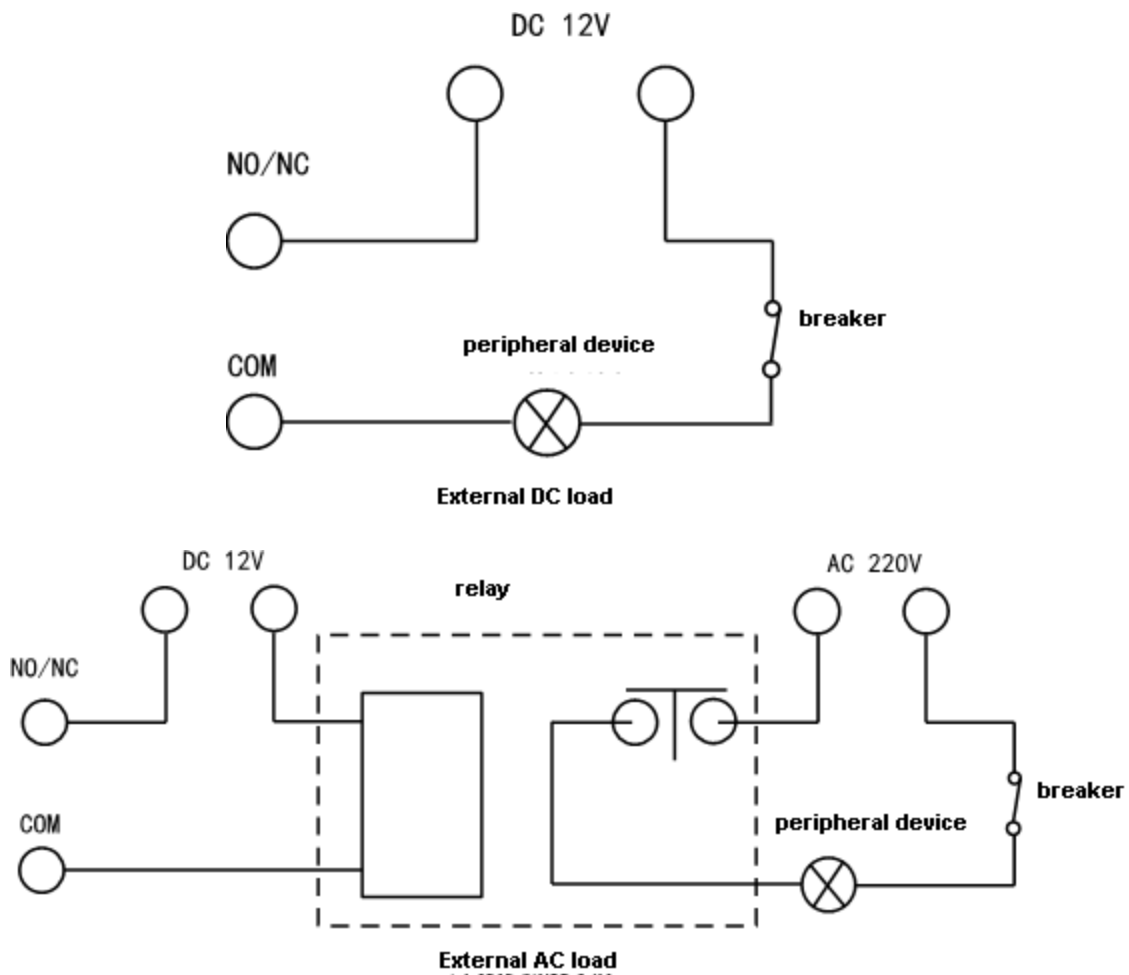 DC 12V
NO/NC
breaker
peripheral device
COM
External DC load
DC 12V
relay
AC 220V
NO/NC
breaker
COM
peripheral device
External AC load